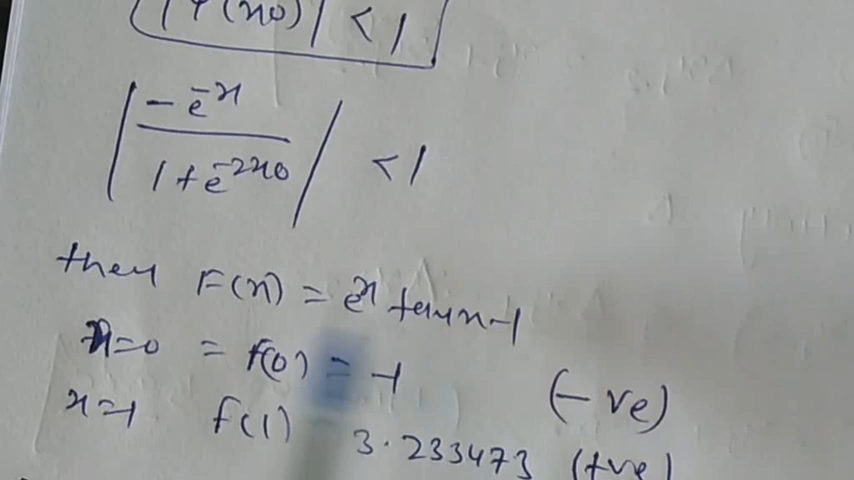 |φ'(x0)| < 1
| -e^-x / 1+e^-2x0 | < 1
then F(x) = e^x tan x - 1
x=0 = f(0) = -1 (-ve)
x=1 f(1) 3.233473 (+ve)